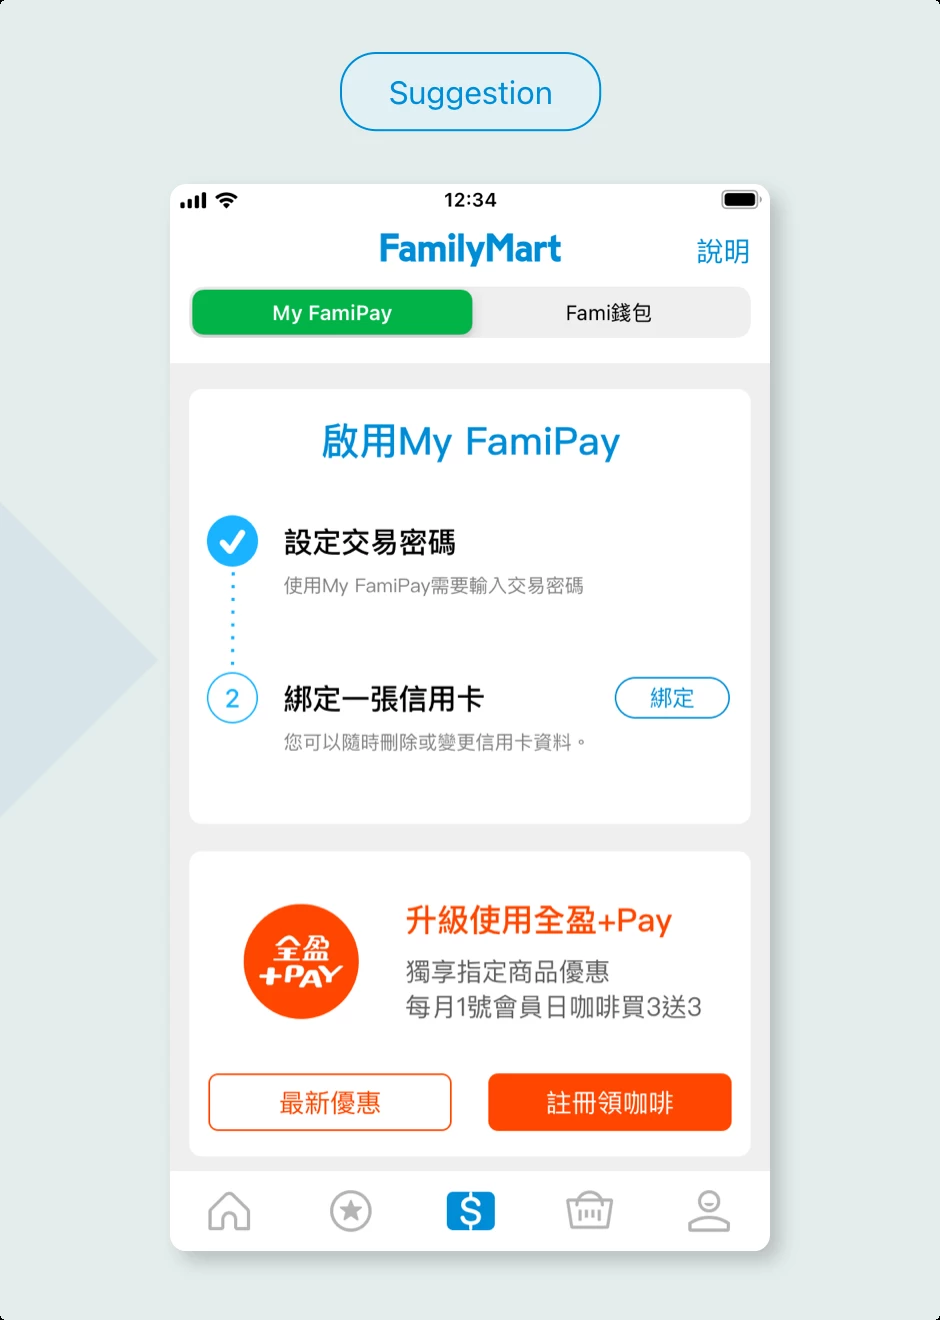 Suggestion
12:34
FamilyMart
說明
My FamiPay
Fami錢包
啟用My FamiPay
設定交易密碼
使用My FamiPay需要輸入交易密碼
2
綁定一張信用卡
綁定
您可以隨時刪除或變更信用卡資料。
全盈
+PAY
升級使用全盈+Pay
獨享指定商品優惠
每月1號會員日咖啡買3送3
最新優惠
註冊領咖啡
$